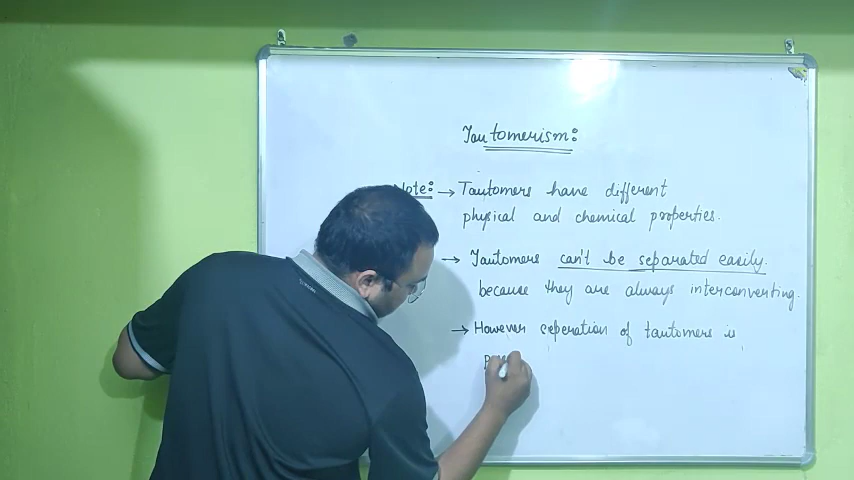 Tautomerism:
Note: → Tautomers have different
physical and chemical properties.
→ Tautomers can't be separated easily.
because they are always interconverting.
→ However seperation of tautomers is